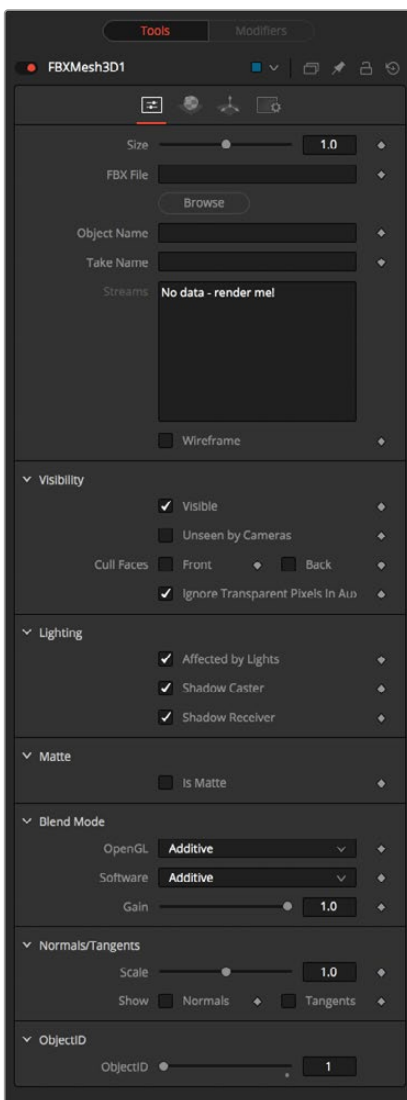 Tools Modifiers
FBXMesh3D1
Size 1.0
FBX File
Browse
Object Name
Take Name
Streams No data - render me!
Wireframe
Visibility
Visible
Unseen by Cameras
Cull Faces Front Back
Ignore Transparent Pixels In Aux
Lighting
Affected by Lights
Shadow Caster
Shadow Receiver
Matte
Is Matte
Blend Mode
OpenGL Additive
Software Additive
Gain 1.0
Normals/Tangents
Scale 1.0
Show Normals Tangents
ObjectID
ObjectID 1